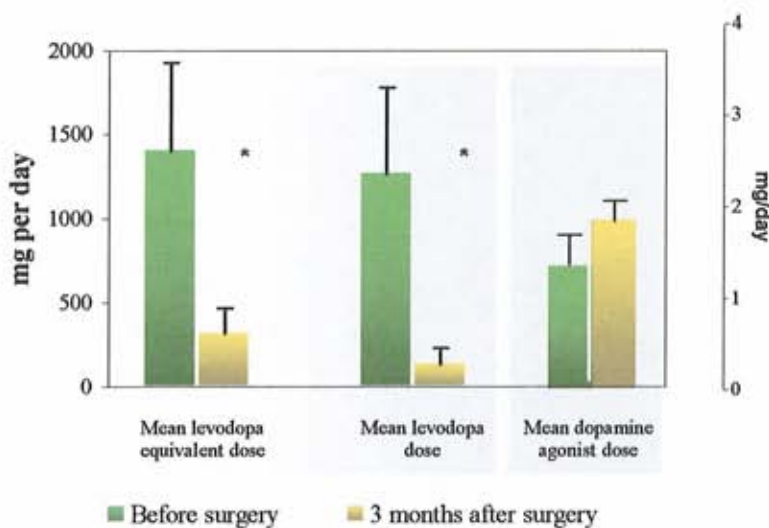 mg per day
2000
1500
1000
500
0
*
*
4
3
2
1
0
mg/day
Mean levodopa
equivalent dose
Mean levodopa
dose
Mean dopamine
agonist dose
Before surgery
3 months after surgery